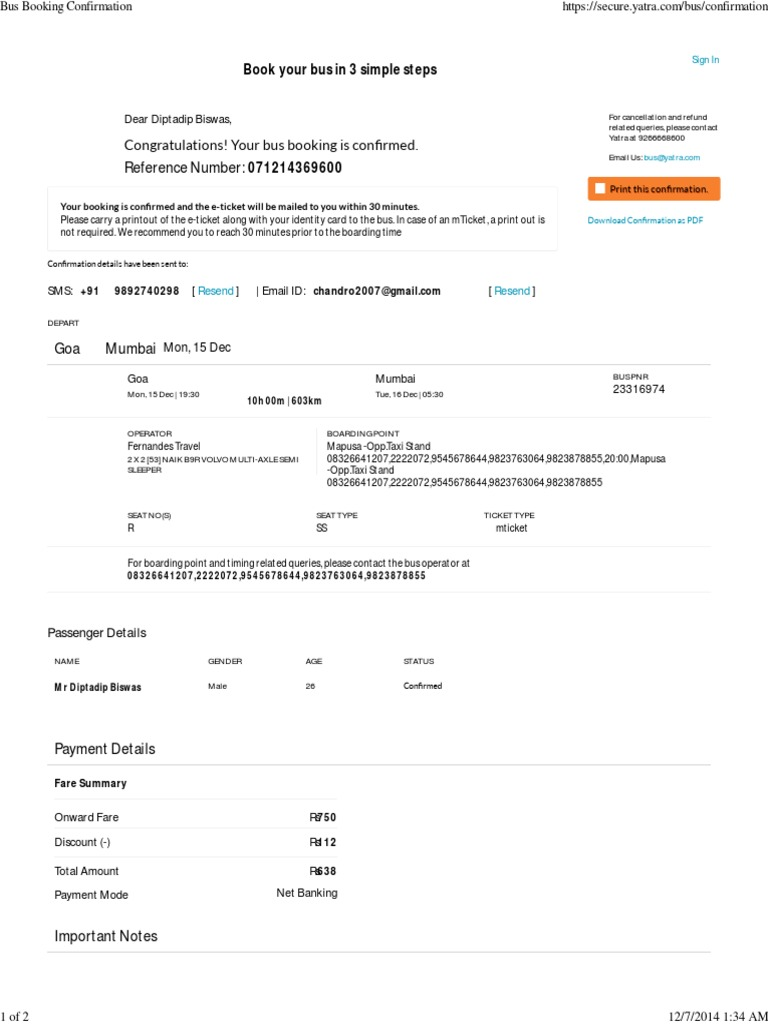 Bus Booking Confirmation
https://secure.yatra.com/bus/confirmation
Sign In
Book your bus in 3 simple steps
Dear Diptadip Biswas,
Congratulations! Your bus booking is confirmed.
Reference Number: 071214369600
For cancellation and refund
related queries, please contact
Yatra at 9266668600
Email Us: bus@yatra.com
Print this confirmation.
Download Confirmation as PDF
Your booking is confirmed and the e-ticket will be mailed to you within 30 minutes.
Please carry a printout of the e-ticket along with your identity card to the bus. In case of an mTicket, a print out is
not required. We recommend you to reach 30 minutes prior to the boarding time
Confirmation details have been sent to:
SMS: +91 9892740298 [ Resend ] | Email ID: chandro2007@gmail.com [ Resend ]
DEPART
Goa Mumbai Mon, 15 Dec
Goa Mumbai BUS PNR
Mon, 15 Dec | 19:30 10h 00m | 603km Tue, 16 Dec | 05:30 23316974
OPERATOR
Fernandes Travel
2 X 2 [53] NAIK B9R VOLVO MULTI-AXLE SEMI
SLEEPER
BOARDING POINT
Mapusa -Opp.Taxi Stand
08326641207,2222072,9545678644,9823763064,9823878855,20:00,Mapusa
-Opp.Taxi Stand
08326641207,2222072,9545678644,9823763064,9823878855
SEAT NO(S) SEAT TYPE TICKET TYPE
R SS mticket
For boarding point and timing related queries, please contact the bus operator at
08326641207,2222072,9545678644,9823763064,9823878855
Passenger Details
NAME GENDER AGE STATUS
Mr Diptadip Biswas Male 26 Confirmed
Payment Details
Fare Summary
Onward Fare Rs750
Discount (-) Rs112
Total Amount Rs638
Payment Mode Net Banking
Important Notes
1 of 2
12/7/2014 1:34 AM